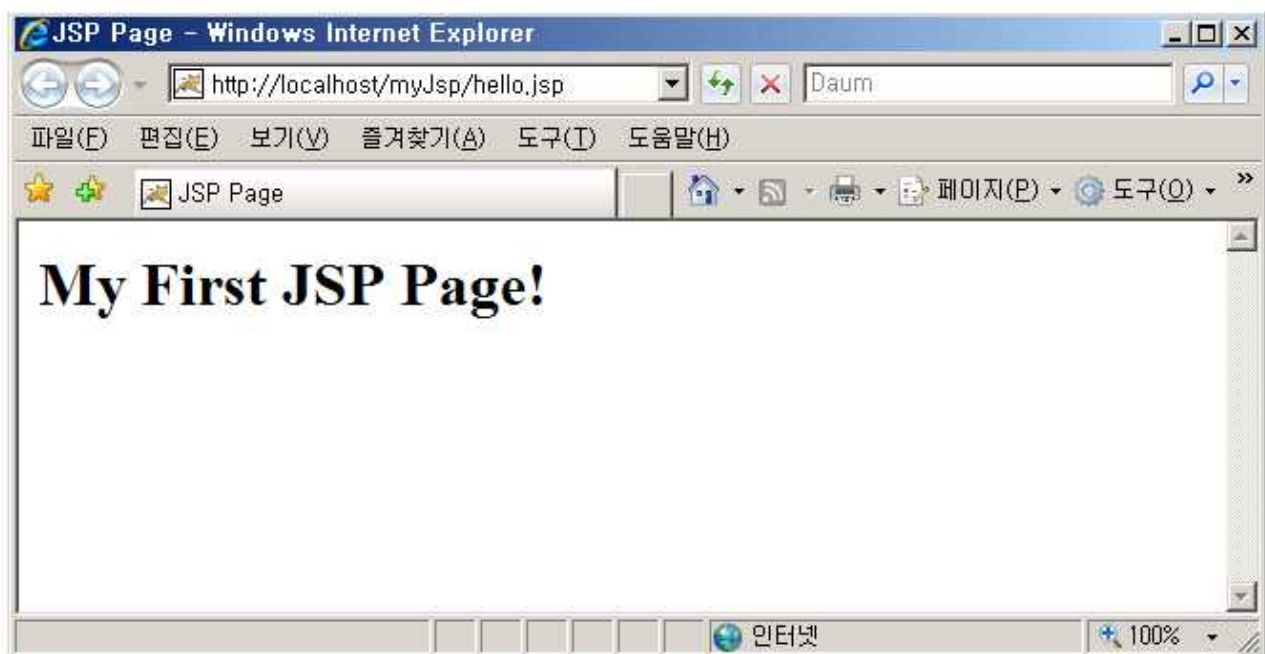 JSP Page - Windows Internet Explorer
http://localhost/myJsp/hello.jsp
Daum
파일(F) 편집(E) 보기(V) 즐겨찾기(A) 도구(T) 도움말(H)
JSP Page
페이지(P)
도구(O)
»
My First JSP Page!
인터넷
100%